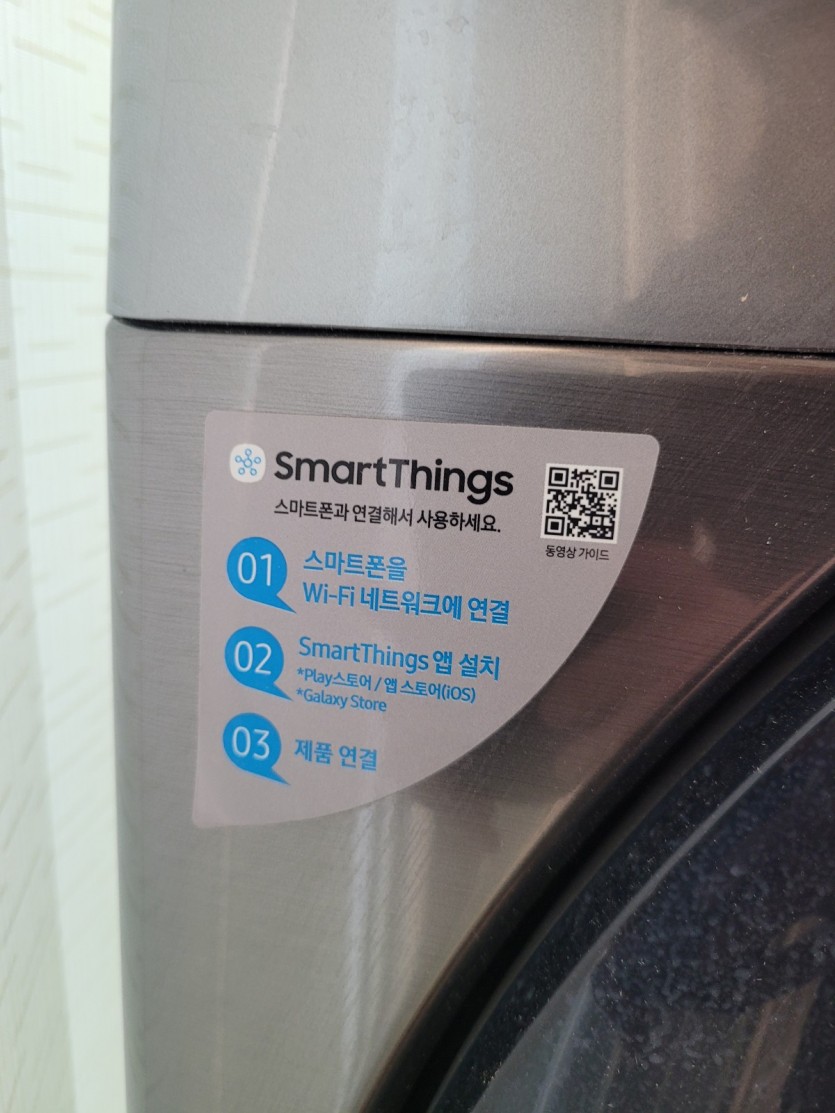 SmartThings
스마트폰과 연결해서 사용하세요.
동영상 가이드
01 스마트폰을
Wi-Fi 네트워크에 연결
02 SmartThings 앱 설치
*Play스토어 / 앱 스토어(iOS)
*Galaxy Store
03 제품 연결